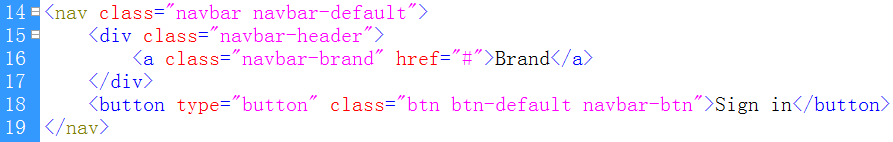 14 <nav class="navbar navbar-default">
15     <div class="navbar-header">
16         <a class="navbar-brand" href="#">Brand</a>
17     </div>
18     <button type="button" class="btn btn-default navbar-btn">Sign in</button>
19 </nav>